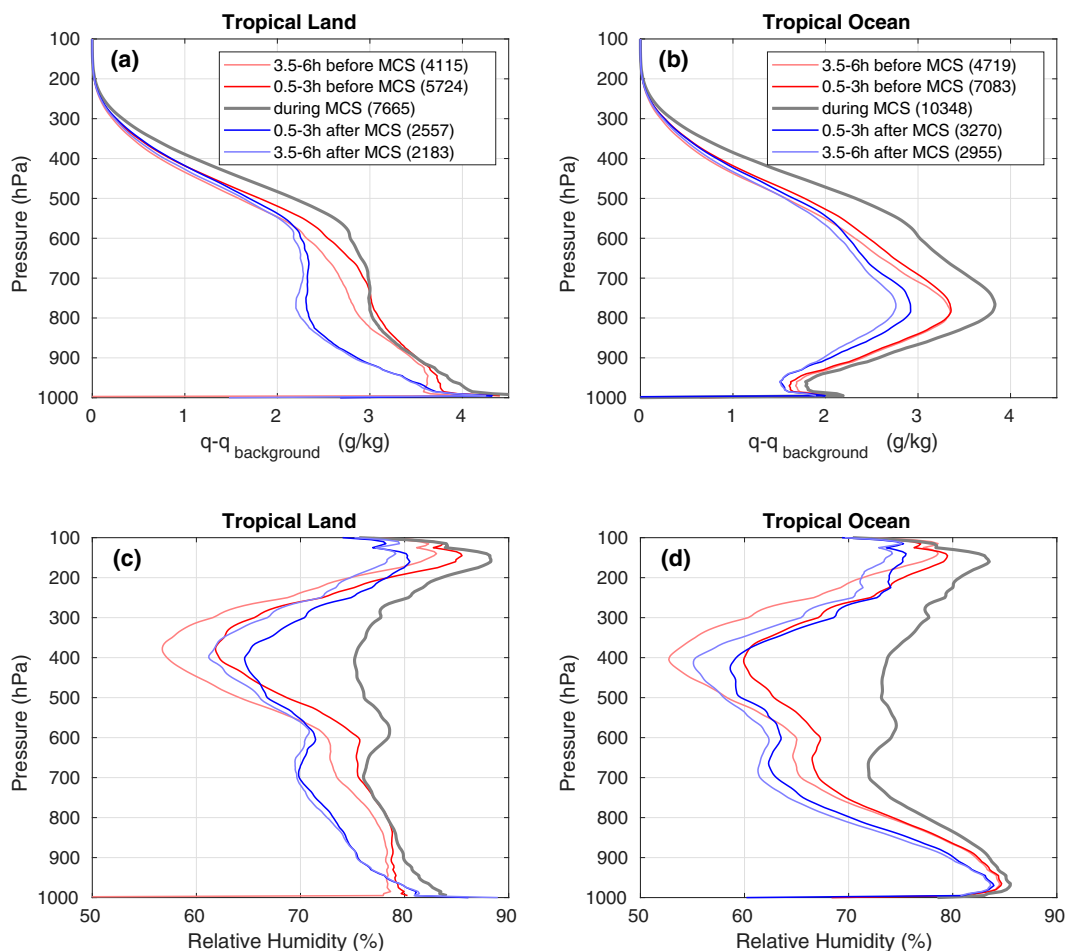 Tropical Land
(a)
Pressure (hPa)
100
200
300
400
500
600
700
800
900
1000
3.5-6h before MCS (4115)
0.5-3h before MCS (5724)
during MCS (7665)
0.5-3h after MCS (2557)
3.5-6h after MCS (2183)
0 1 2 3 4
q-q background (g/kg)
Tropical Ocean
(b)
Pressure (hPa)
100
200
300
400
500
600
700
800
900
1000
3.5-6h before MCS (4719)
0.5-3h before MCS (7083)
during MCS (10348)
0.5-3h after MCS (3270)
3.5-6h after MCS (2955)
0 1 2 3 4
q-q background (g/kg)
Tropical Land
(c)
Pressure (hPa)
100
200
300
400
500
600
700
800
900
1000
50 60 70 80 90
Relative Humidity (%)
Tropical Ocean
(d)
Pressure (hPa)
100
200
300
400
500
600
700
800
900
1000
50 60 70 80 90
Relative Humidity (%)